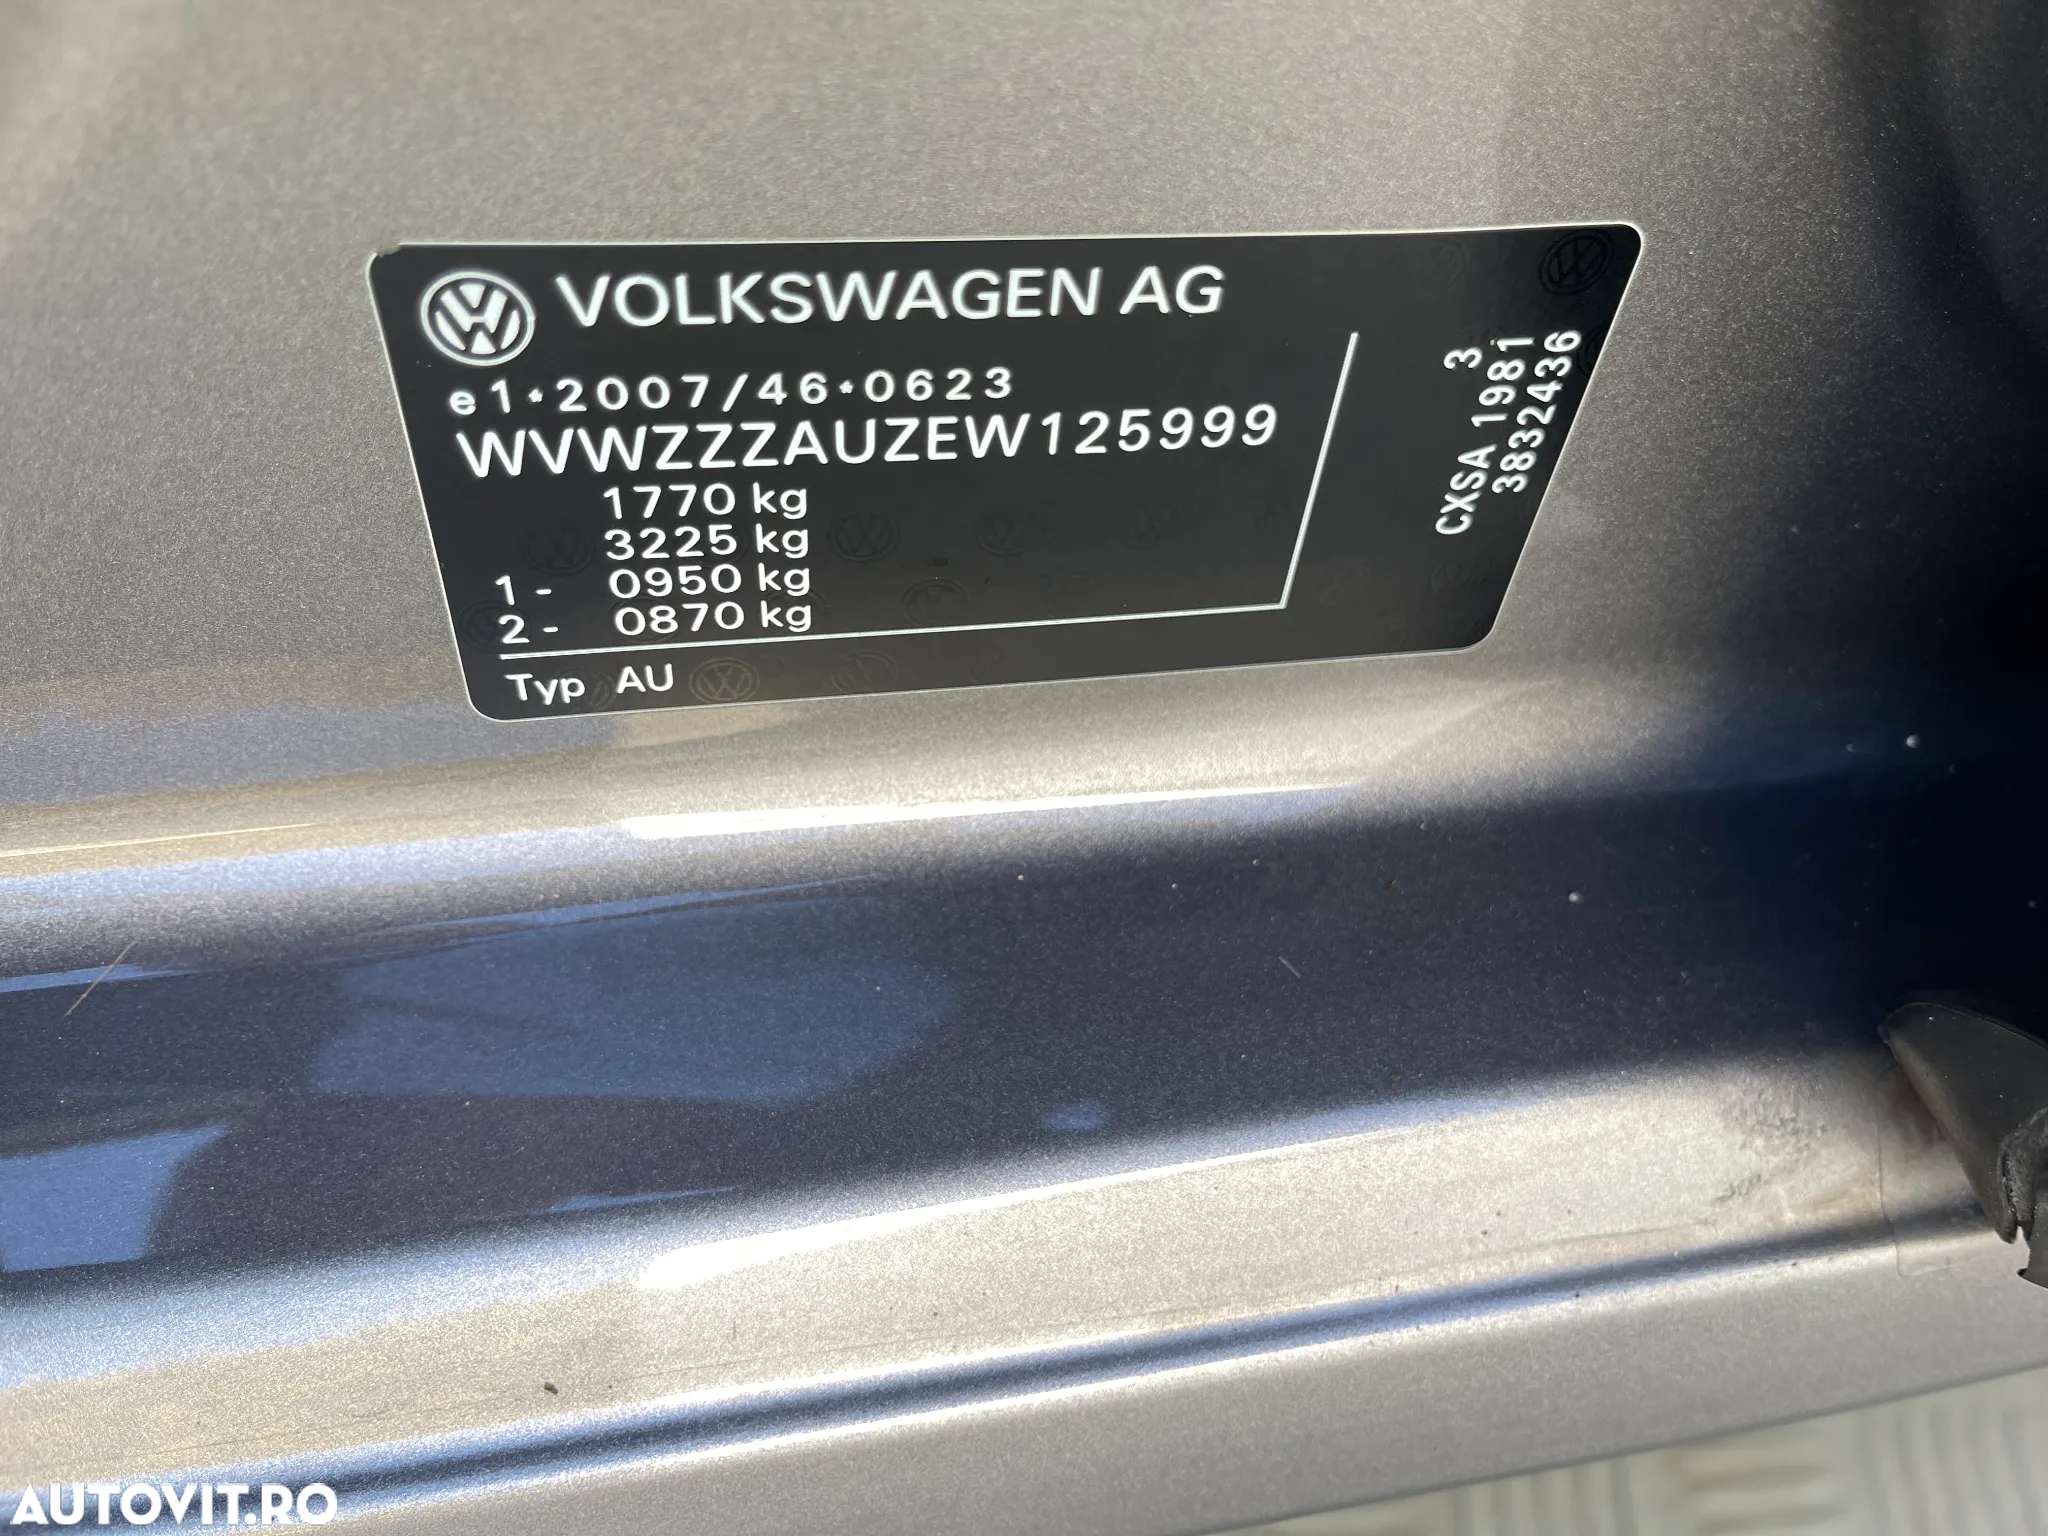 VOLKSWAGEN AG
e1*2007/46*0623
WVWZZZAUZEW125999
1770 kg
3225 kg
1- 0950 kg
2- 0870 kg
Typ AU
3
CXSA 1981
3832436
AUTOVIT.RO